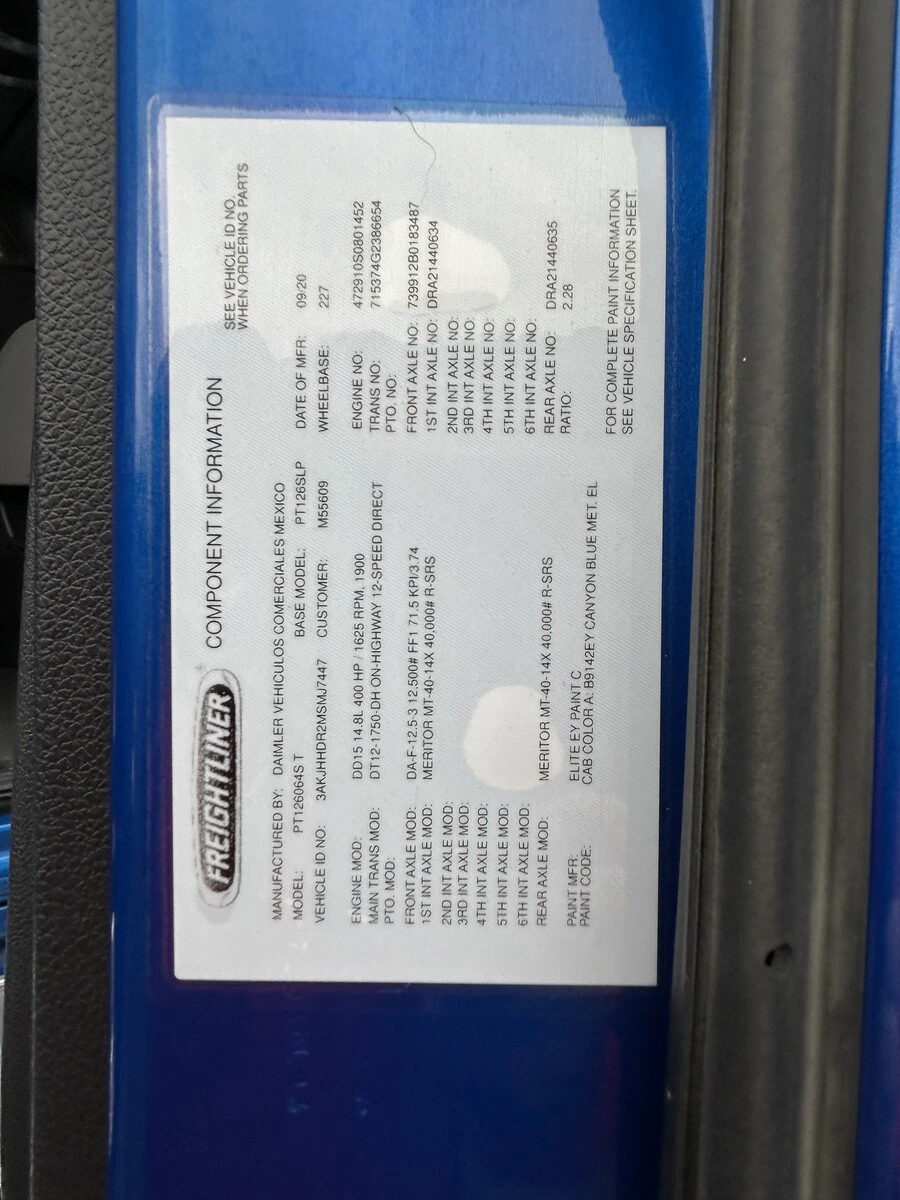 FREIGHTLINER ® COMPONENT INFORMATION SEE VEHICLE ID NO.
WHEN ORDERING PARTS
MANUFACTURED BY: DAIMLER VEHICULOS COMERCIALES MEXICO
MODEL: PT126064S T BASE MODEL: PT126SLP DATE OF MFR: 09/20
VEHICLE ID NO: 3AKJHHDR2MSMJ7447 CUSTOMER: M55609 WHEELBASE: 227
ENGINE MOD: DD15 14.8L 400 HP / 1625 RPM, 1900 ENGINE NO: 472910S0801452
MAIN TRANS MOD: DT12-1750-DH ON-HIGHWAY 12-SPEED DIRECT TRANS NO: 715374G2386654
PTO. MOD: PTO. NO:
FRONT AXLE MOD: DA-F-12.5-3 12,500# FF1 71.5 KPI/3.74 FRONT AXLE NO: 739912B0183487
1ST INT AXLE MOD: MERITOR MT-40-14X 40,000# R-SRS 1ST INT AXLE NO: DRA21440634
2ND INT AXLE MOD: 2ND INT AXLE NO:
3RD INT AXLE MOD: 3RD INT AXLE NO:
4TH INT AXLE MOD: 4TH INT AXLE NO:
5TH INT AXLE MOD: 5TH INT AXLE NO:
6TH INT AXLE MOD: 6TH INT AXLE NO:
REAR AXLE MOD: MERITOR MT-40-14X 40,000# R-SRS REAR AXLE NO: DRA21440635
RATIO: 2.28
PAINT MFR: ELITE EY PAINT C
PAINT CODE: CAB COLOR A: B9142EY CANYON BLUE MET. EL
FOR COMPLETE PAINT INFORMATION
SEE VEHICLE SPECIFICATION SHEET.